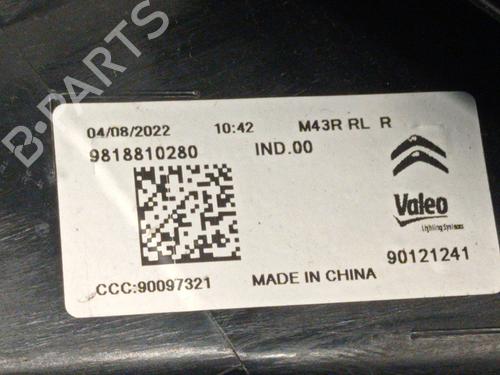 B-PARTS
04/08/2022 10:42 M43R RL R
9818810280 IND.00
Valeo
Lighting Systems
90121241
CCC:90097321 MADE IN CHINA